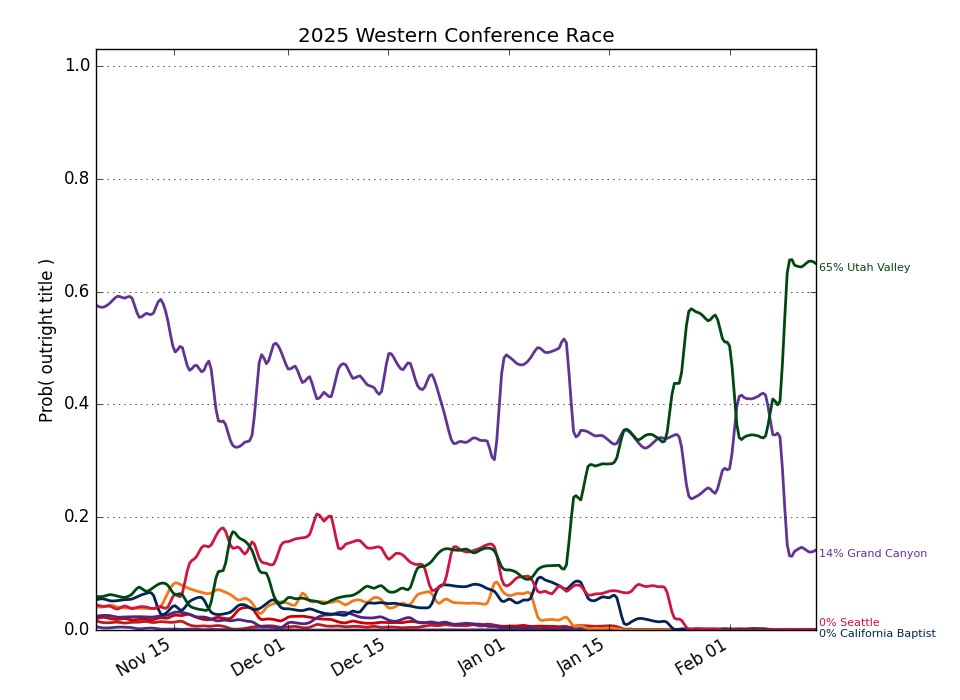 2025 Western Conference Race
Prob( outright title )
1.0
0.8
0.6
0.4
0.2
0.0
Nov 15
Dec 01
Dec 15
Jan 01
Jan 15
Feb 01
65% Utah Valley
14% Grand Canyon
0% Seattle
0% California Baptist